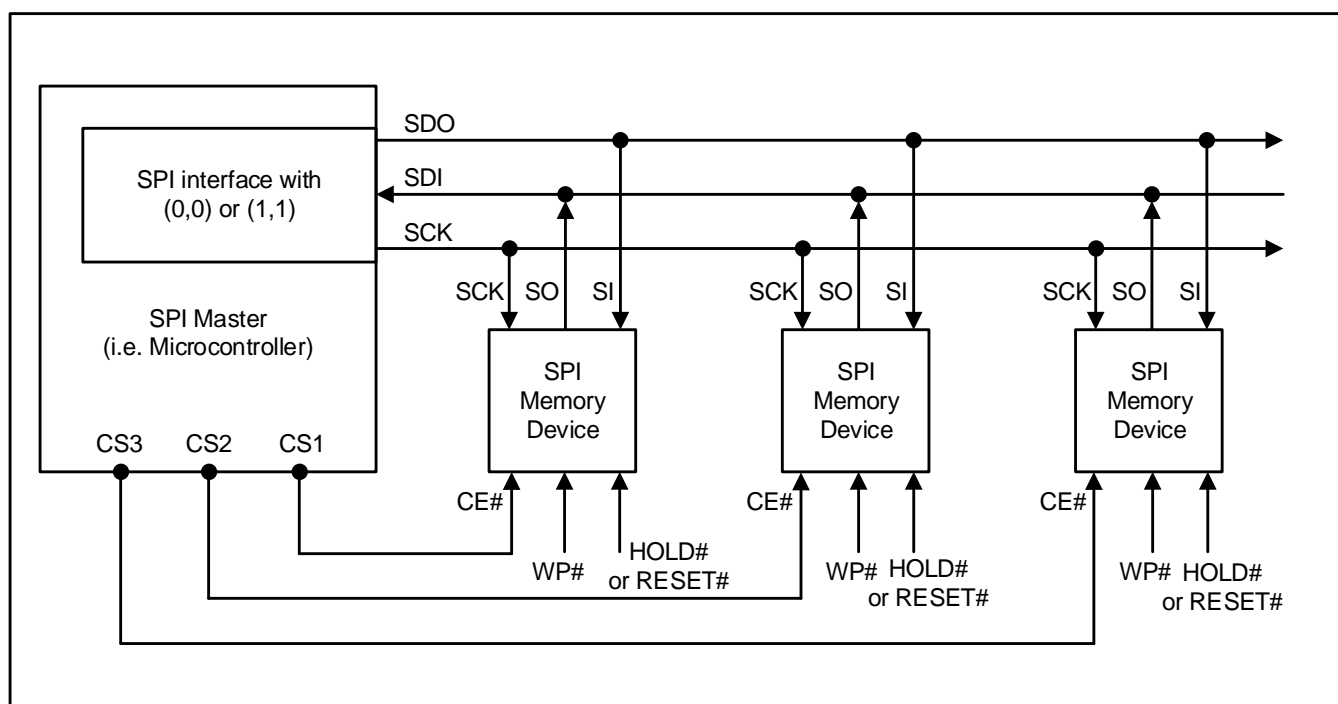 SDO
SPI interface with
(0,0) or (1,1)
SDI
SCK
SPI Master
(i.e. Microcontroller)
SCK SO SI
SCK SO SI
SCK SO SI
SPI
Memory
Device
SPI
Memory
Device
SPI
Memory
Device
CS3 CS2 CS1
CE#
WP#
HOLD#
or RESET#
CE#
WP#
HOLD#
or RESET#
CE#
WP#
HOLD#
or RESET#